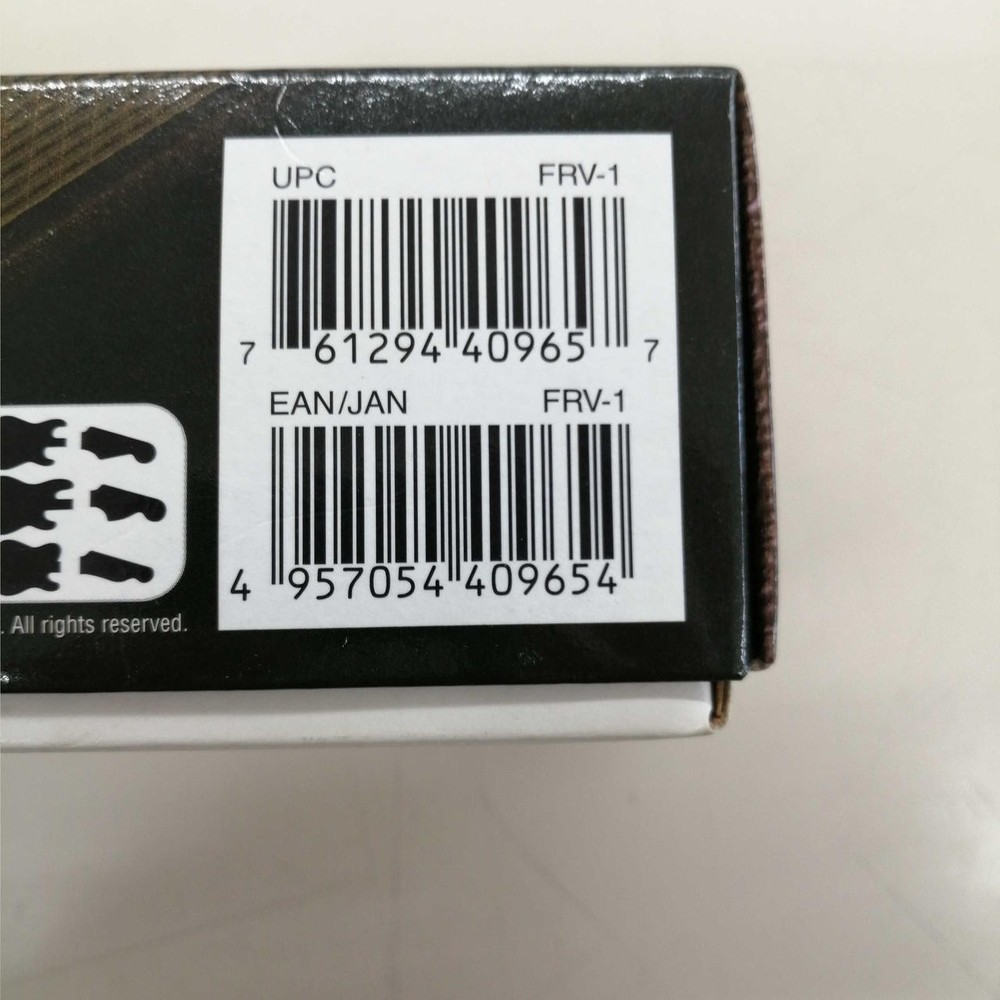 UPC FRV-1
7 61294 40965 7
EAN/JAN FRV-1
4 957054 409654
. All rights reserved.